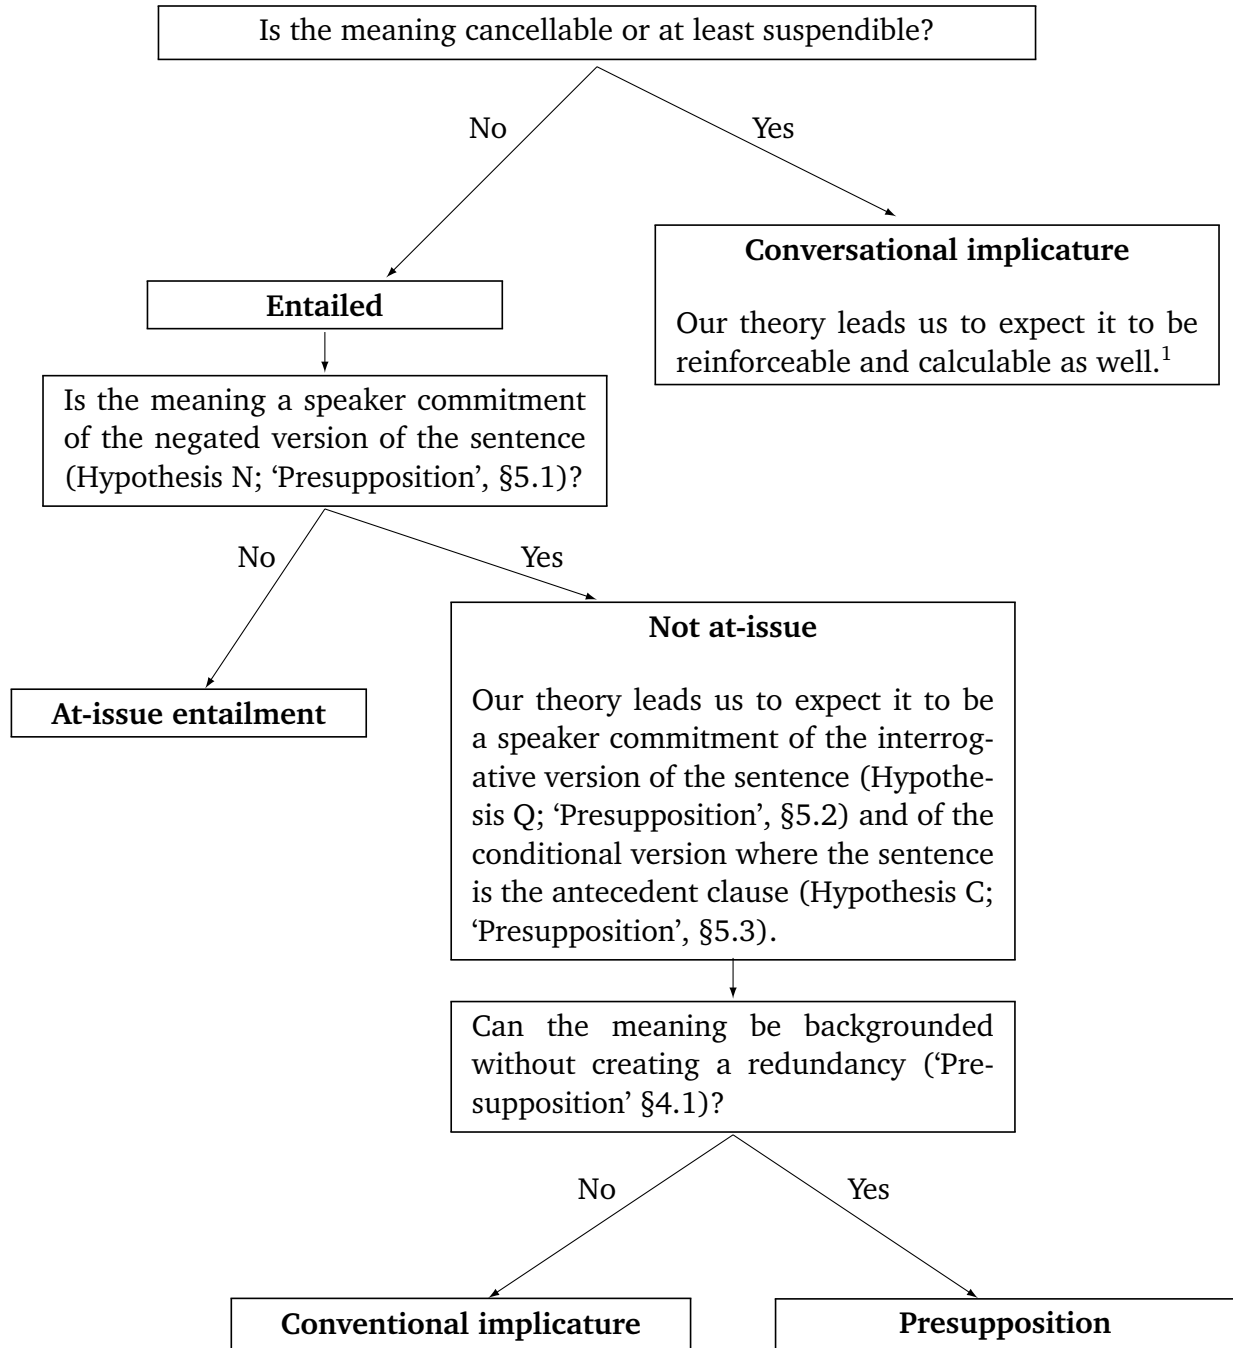 Is the meaning cancellable or at least suspendible?
No
Yes
Conversational implicature
Our theory leads us to expect it to be
reinforceable and calculable as well.1
Entailed
Is the meaning a speaker commitment
of the negated version of the sentence
(Hypothesis N; ‘Presupposition’, §5.1)?
No
Yes
Not at-issue
Our theory leads us to expect it to be
a speaker commitment of the interrog-
ative version of the sentence (Hypothe-
sis Q; ‘Presupposition’, §5.2) and of the
conditional version where the sentence
is the antecedent clause (Hypothesis C;
‘Presupposition’, §5.3).
At-issue entailment
Can the meaning be backgrounded
without creating a redundancy (‘Pre-
supposition’ §4.1)?
No
Yes
Conventional implicature
Presupposition